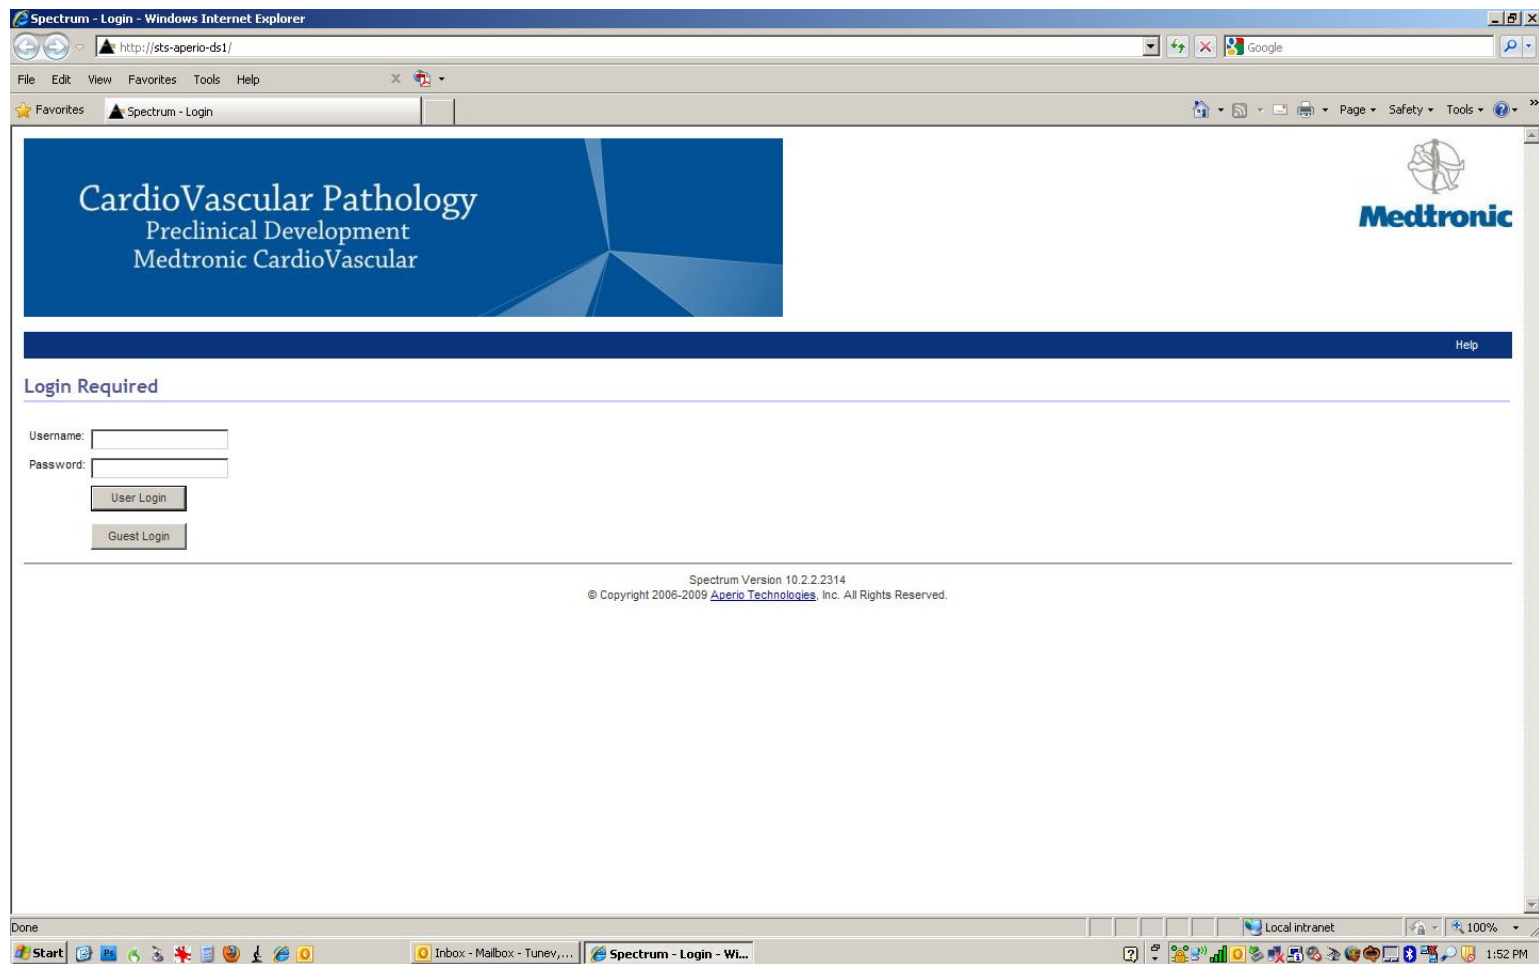 Spectrum - Login - Windows Internet Explorer
http://sts-aperio-ds1/
Google
File Edit View Favorites Tools Help
Favorites Spectrum - Login
Page Safety Tools
CardioVascular Pathology
Preclinical Development
Medtronic CardioVascular
Medtronic
Help
Login Required
Username:
Password:
User Login
Guest Login
Spectrum Version 10.2.2.2314
© Copyright 2006-2009 Aperio Technologies, Inc. All Rights Reserved.
Done
Local intranet
100%
Start
Inbox - Mailbox - Tunev,...
Spectrum - Login - Wi...
1:52 PM